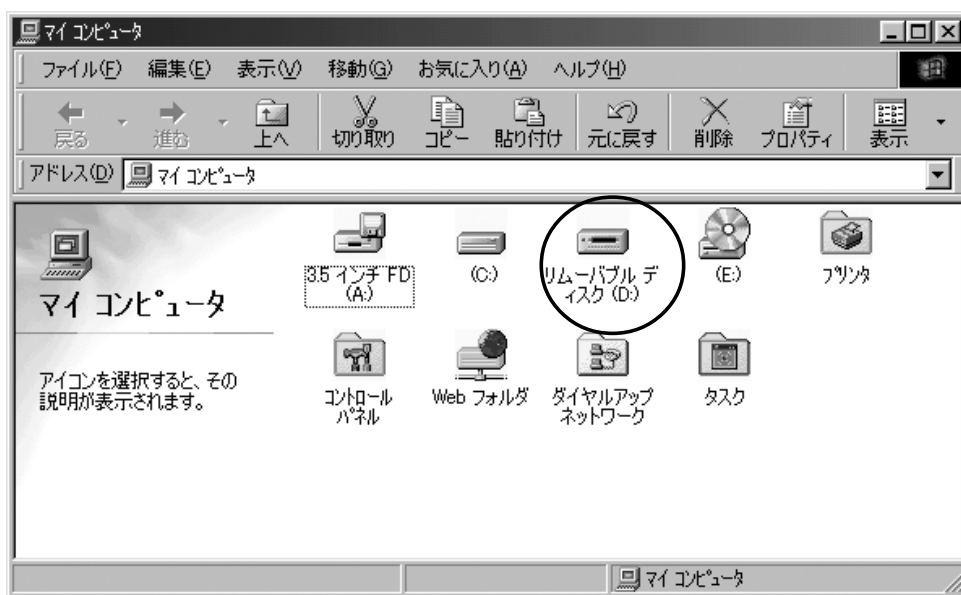 マイ コンピュータ
ファイル(F) 編集(E) 表示(V) 移動(G) お気に入り(A) ヘルプ(H)
戻る 進む 上へ 切り取り コピー 貼り付け 元に戻す 削除 プロパティ 表示
アドレス(D) マイ コンピュータ
マイ コンピュータ
アイコンを選択すると、その
説明が表示されます。
3.5 インチ FD
(A:)
(C:)
リムーバブル デ
ィスク (D:)
(E:)
プリンタ
コントロール
パネル
Web フォルダ
ダイヤルアップ
ネットワーク
タスク
マイ コンピュータ